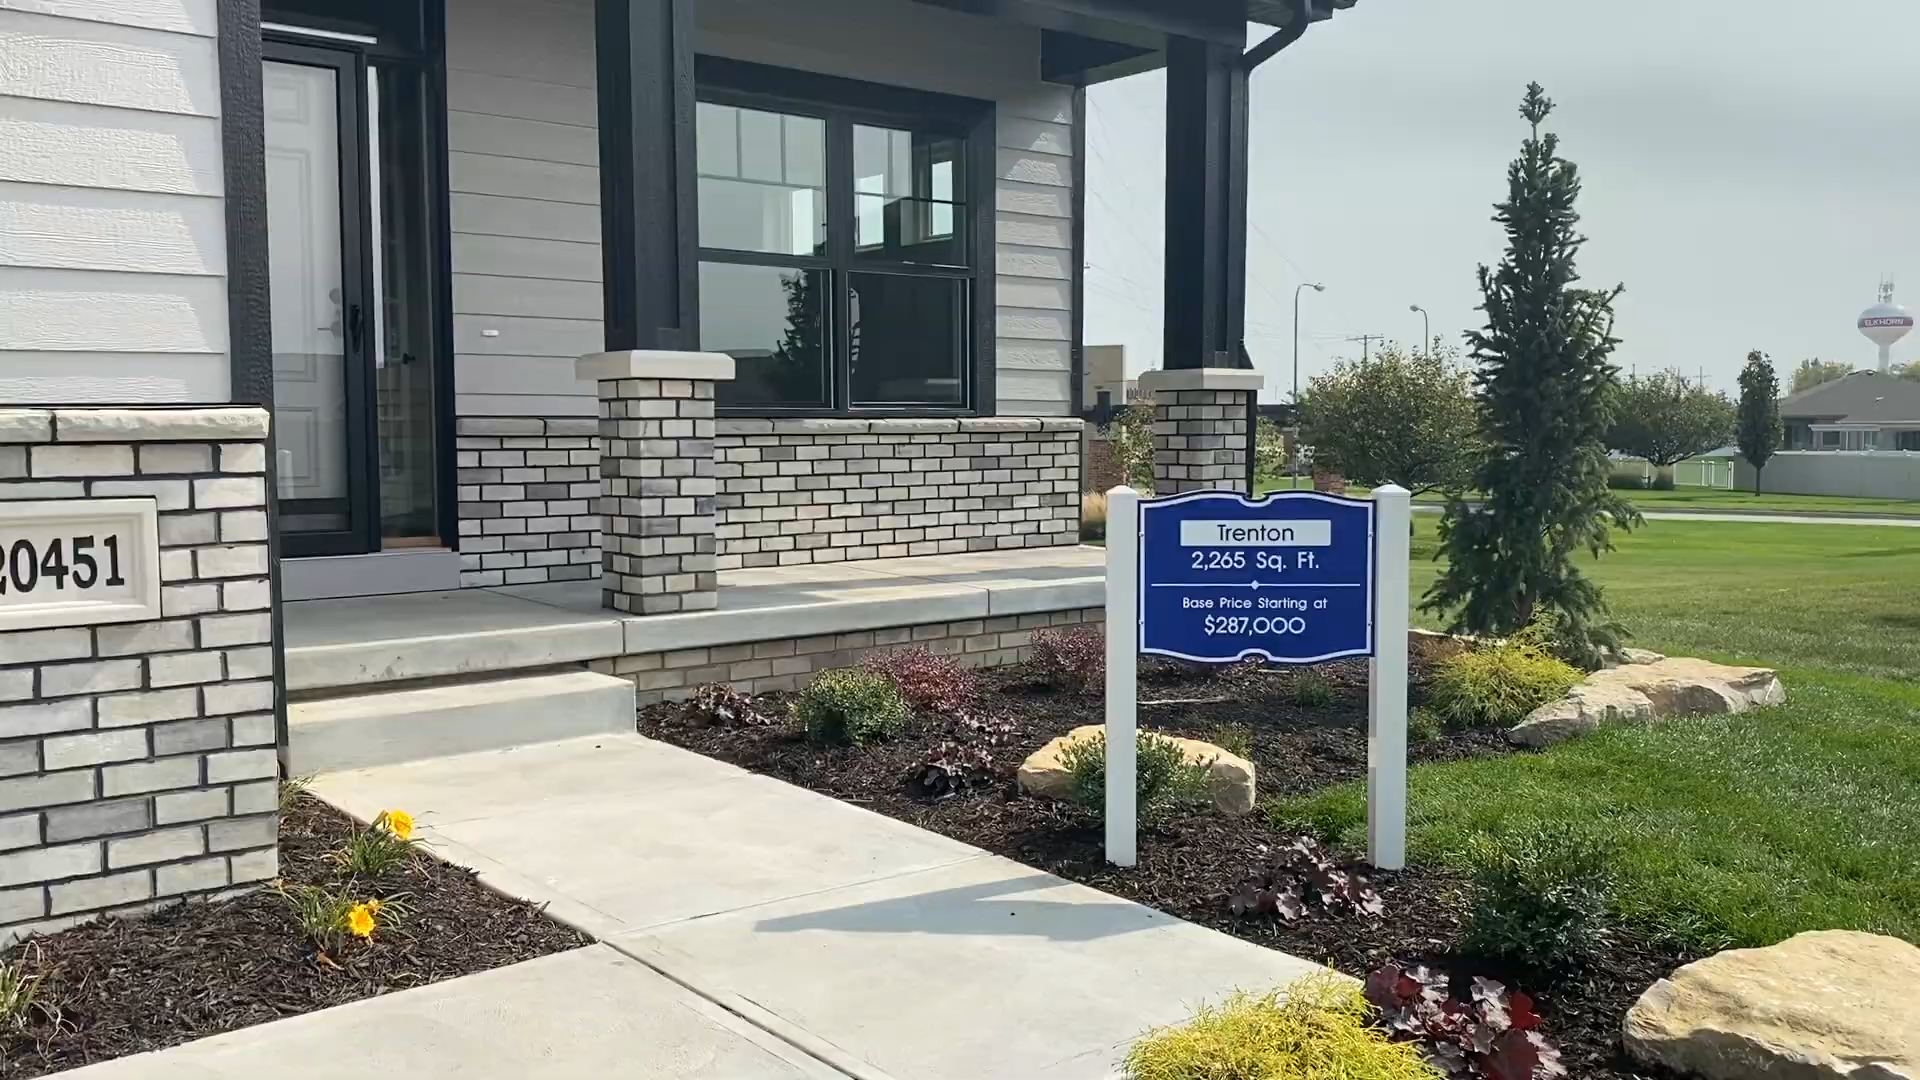 ELKHORN
Trenton
2,265 Sq. Ft.
Base Price Starting at
$287,000
20451